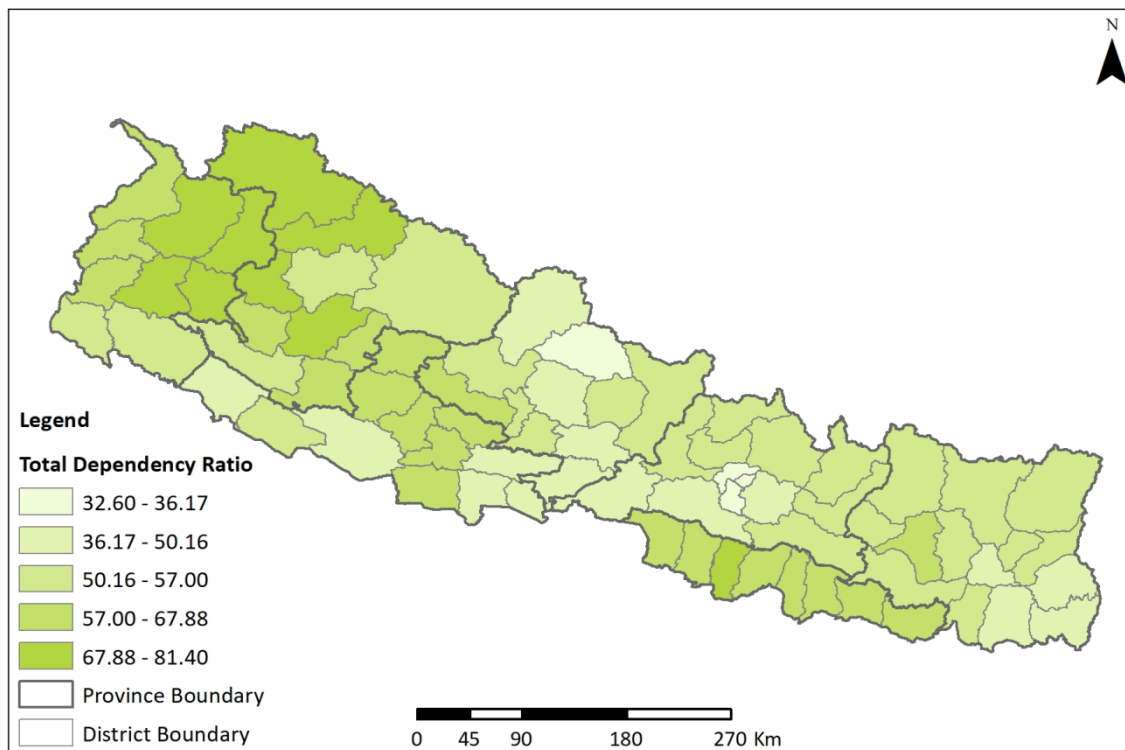 N
Legend
Total Dependency Ratio
32.60 - 36.17
36.17 - 50.16
50.16 - 57.00
57.00 - 67.88
67.88 - 81.40
Province Boundary
District Boundary
0 45 90 180 270 Km